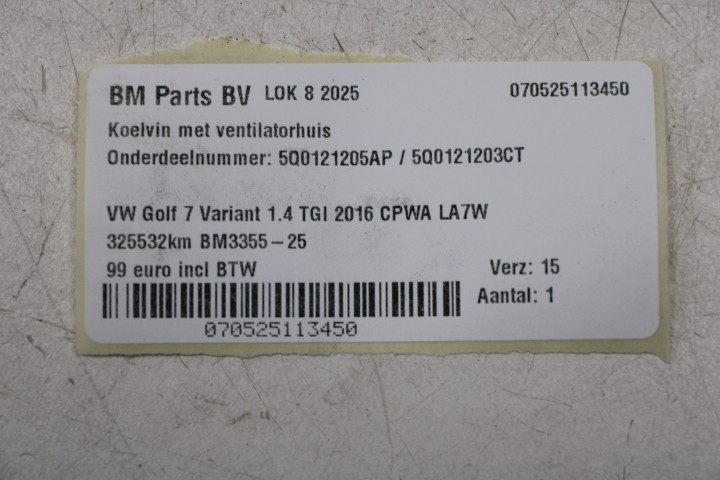 BM Parts BV LOK 8 2025 070525113450
Koelvin met ventilatorhuis
Onderdeelnummer: 5Q0121205AP / 5Q0121203CT
VW Golf 7 Variant 1.4 TGI 2016 CPWA LA7W
325532km BM3355-25
99 euro incl BTW Verz: 15
Aantal: 1
070525113450